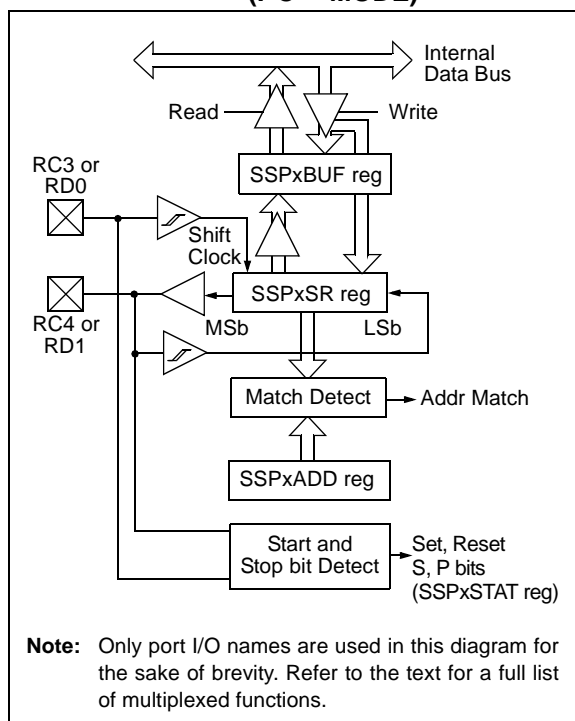 Internal
Data Bus
Read
Write
SSPxBUF reg
RC3 or
RD0
Shift
Clock
SSPxSR reg
MSb
LSb
RC4 or
RD1
Match Detect
Addr Match
SSPxADD reg
Start and
Stop bit Detect
Set, Reset
S, P bits
(SSPxSTAT reg)
Note: Only port I/O names are used in this diagram for
the sake of brevity. Refer to the text for a full list
of multiplexed functions.